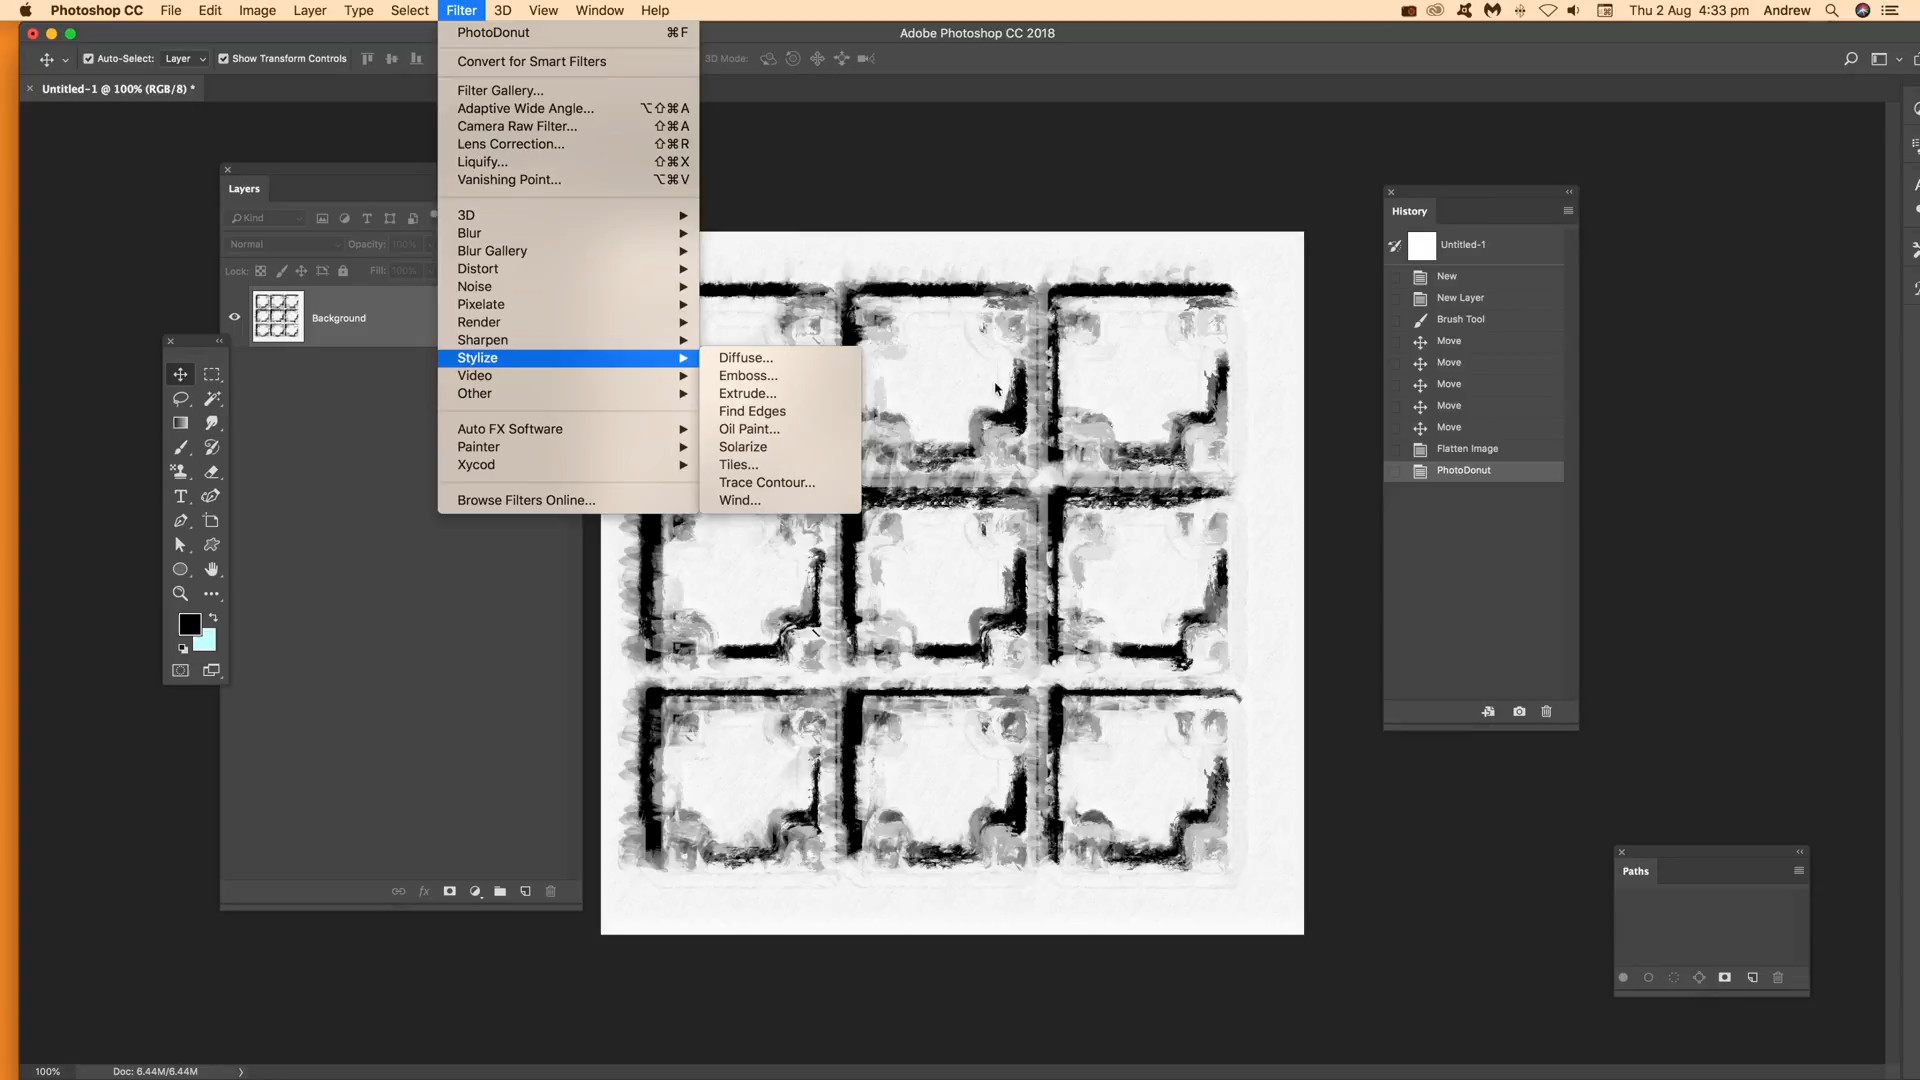 Photoshop CC File Edit Image Layer Type Select Filter 3D View Window Help Thu 2 Aug 4:33 pm Andrew
Adobe Photoshop CC 2018
Auto-Select: Layer Show Transform Controls 3D Mode:
Untitled-1 @ 100% (RGB/8) *
PhotoDonut ⌘F
Convert for Smart Filters
Filter Gallery...
Adaptive Wide Angle... ⌥⇧⌘A
Camera Raw Filter... ⇧⌘A
Lens Correction... ⇧⌘R
Liquify... ⇧⌘X
Vanishing Point... ⌥⌘V
3D
Blur
Blur Gallery
Distort
Noise
Pixelate
Render
Sharpen
Stylize
Video
Other
Auto FX Software
Painter
Xycod
Browse Filters Online...
Diffuse...
Emboss...
Extrude...
Find Edges
Oil Paint...
Solarize
Tiles...
Trace Contour...
Wind...
Layers
Kind
Normal Opacity: 100%
Lock: Fill: 100%
Background
History
Untitled-1
New
New Layer
Brush Tool
Move
Move
Move
Move
Move
Flatten Image
PhotoDonut
Paths
100% Doc: 6.44M/6.44M